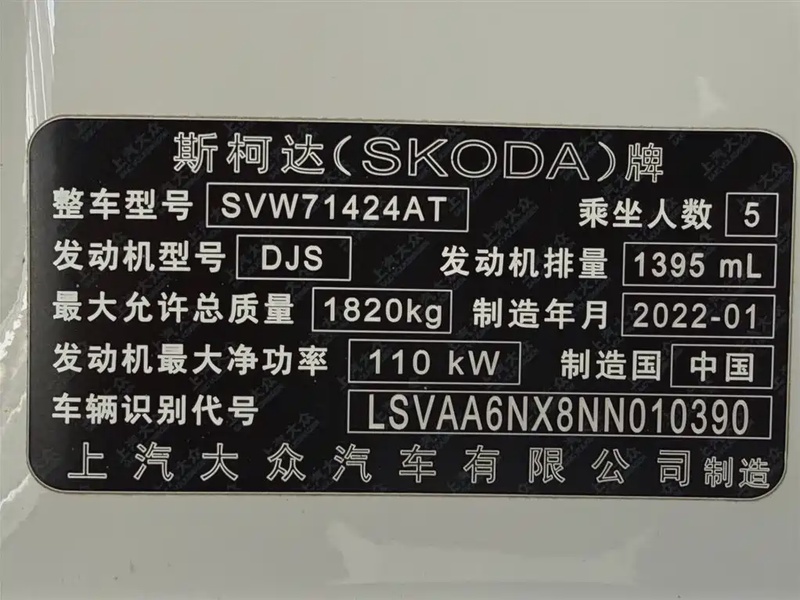 斯柯达(SKODA)牌
整车型号 SVW71424AT 乘坐人数 5
发动机型号 DJS 发动机排量 1395 mL
最大允许总质量 1820kg 制造年月 2022-01
发动机最大净功率 110 kW 制造国 中国
车辆识别代号 LSVAA6NX8NN010390
上汽大众汽车有限公司制造